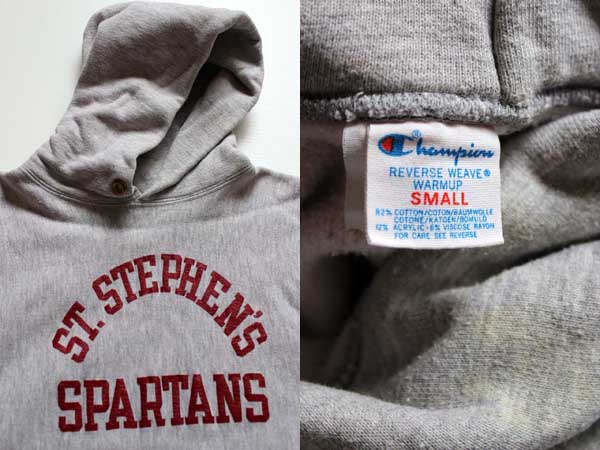 ST. STEPHEN'S
SPARTANS
Champion
REVERSE WEAVE®
WARMUP
SMALL
82% COTTON/COTON/BAUMWOLLE
COTONE/KATOEN/BOMULD
12% ACRYLIC·6% VISCOSE RAYON
FOR CARE SEE REVERSE